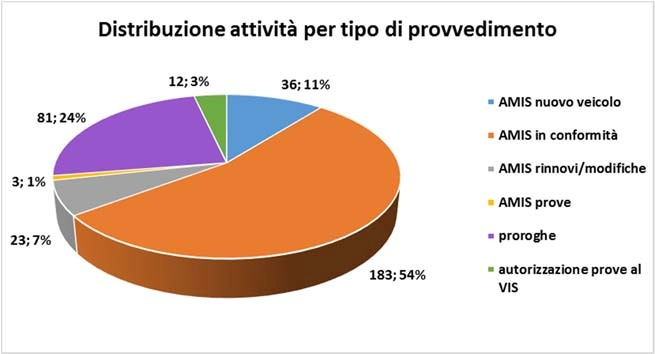 Distribuzione attività per tipo di provvedimento
12; 3%
36; 11%
81; 24%
3; 1%
23; 7%
183; 54%
AMIS nuovo veicolo
AMIS in conformità
AMIS rinnovi/modifiche
AMIS prove
proroghe
autorizzazione prove al
VIS